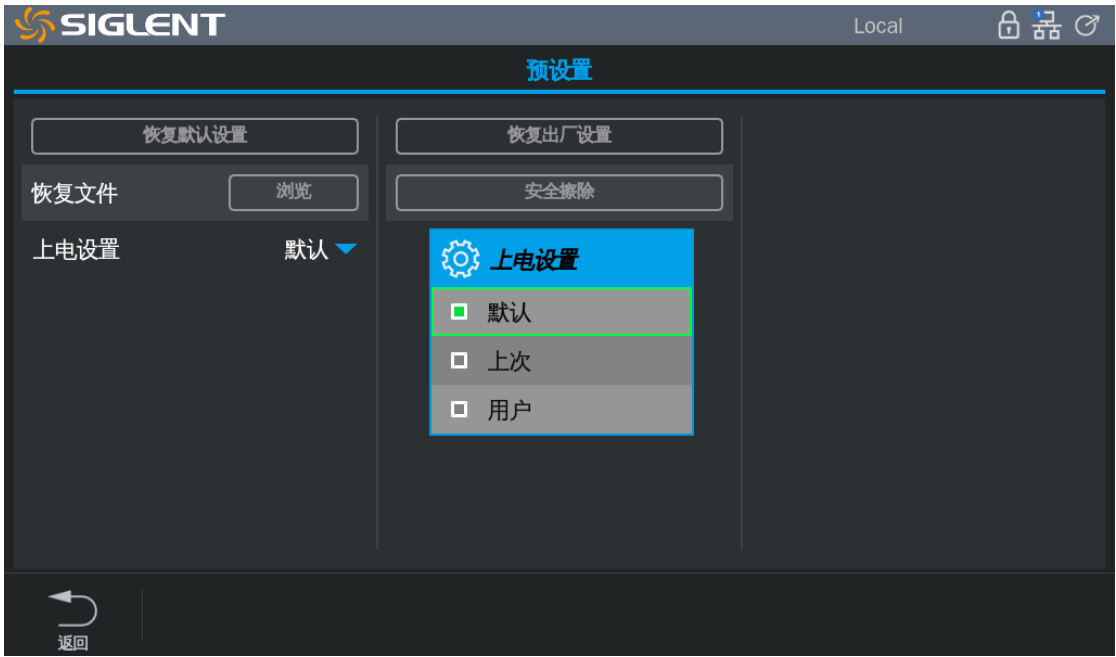 SIGLENT Local
预设置
恢复默认设置 恢复出厂设置
恢复文件 浏览 安全擦除
上电设置 默认
上电设置
默认
上次
用户
返回